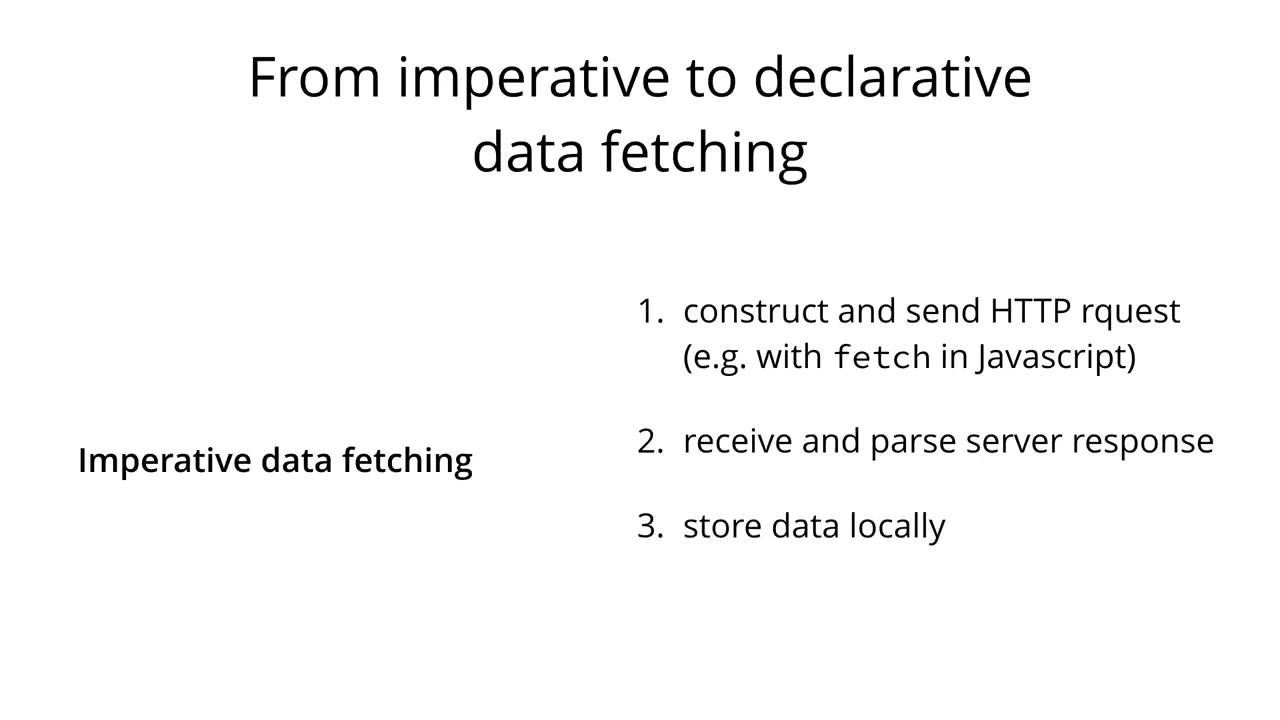 From imperative to declarative
data fetching
Imperative data fetching
1. construct and send HTTP rquest
(e.g. with fetch in Javascript)
2. receive and parse server response
3. store data locally